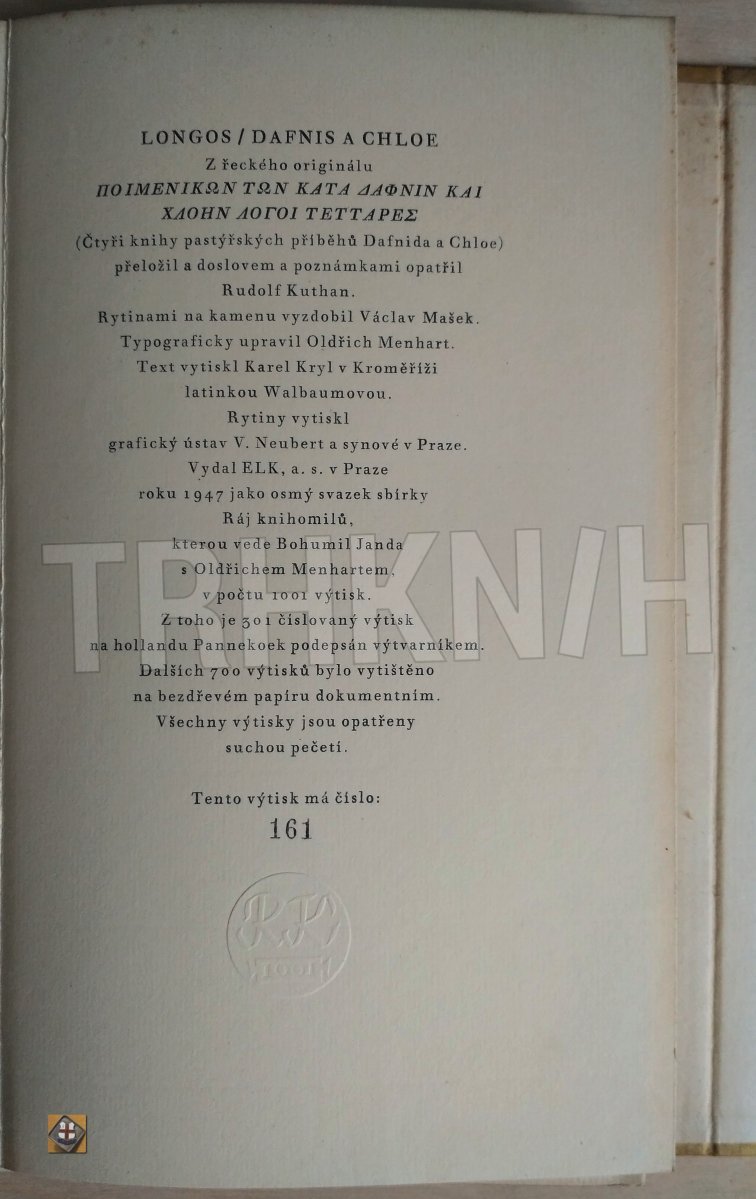 LONGOS / DAFNIS A CHLOE
Z řeckého originálu
ΠΟΙΜΕΝΙΚΩΝ ΤΩΝ ΚΑΤΑ ΔΑΦΝΙΝ ΚΑΙ
ΧΛΟΗΝ ΛΟΓΟΙ ΤΕΤΤΑΡΕΣ
(Čtyři knihy pastýřských příběhů Dafnida a Chloe)
přeložil a doslovem a poznámkami opatřil
Rudolf Kuthan.
Rytinami na kamenu vyzdobil Václav Mašek.
Typograficky upravil Oldřich Menhart.
Text vytiskl Karel Kryl v Kroměříži
latinkou Walbaumovou.
Rytiny vytiskl
grafický ústav V. Neubert a synové v Praze.
Vydal ELK, a. s. v Praze
roku 1947 jako osmý svazek sbírky
Ráj knihomilů,
kterou vede Bohumil Janda
s Oldřichem Menhartem,
v počtu 1001 výtisk.
Z toho je 301 číslovaný výtisk
na hollandu Pannekoek podepsán výtvarníkem.
Dalších 700 výtisků bylo vytištěno
na bezdřevém papíru dokumentním.
Všechny výtisky jsou opatřeny
suchou pečetí.
Tento výtisk má číslo:
161
RK
1001
TRHKN/H